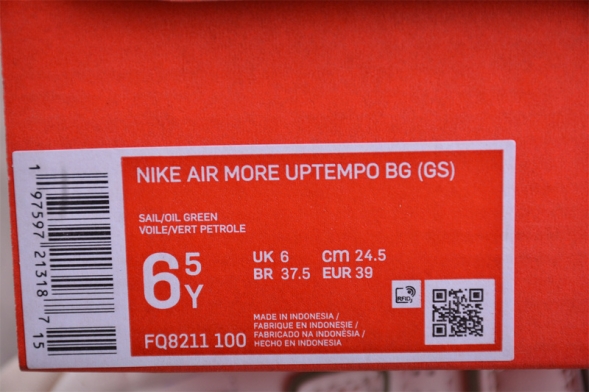 NIKE AIR MORE UPTEMPO BG (GS)
SAIL/OIL GREEN
VOILE/VERT PETROLE
6 5 Y
UK 6 cm 24.5
BR 37.5 EUR 39
RFID
FQ8211 100
MADE IN INDONESIA /
FABRIQUE EN INDONESIE /
FABRICADO NA INDONÉSIA /
HECHO EN INDONESIA
1 97597 21318 715